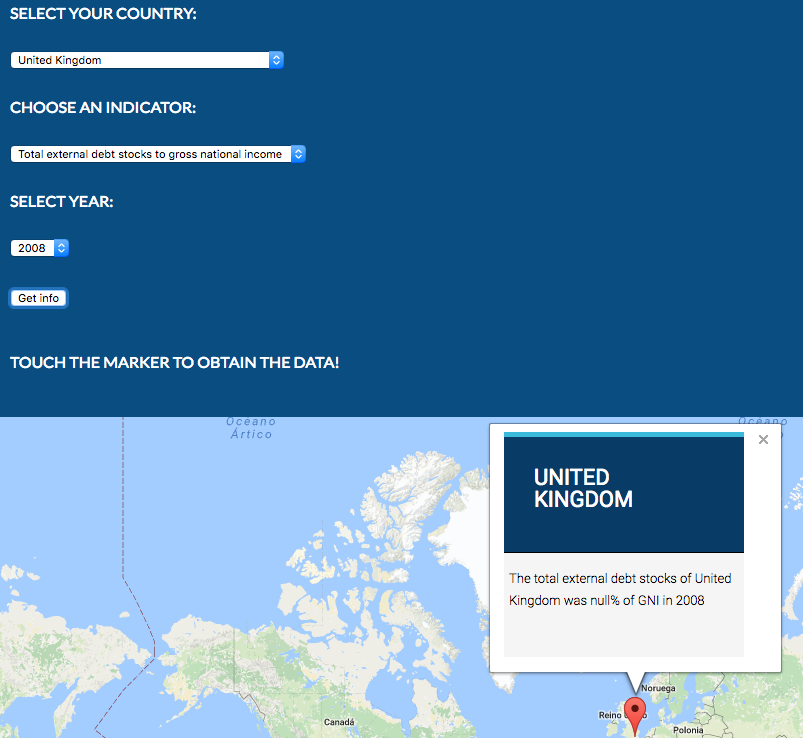 SELECT YOUR COUNTRY:
United Kingdom
CHOOSE AN INDICATOR:
Total external debt stocks to gross national income
SELECT YEAR:
2008
Get info
TOUCH THE MARKER TO OBTAIN THE DATA!
Océano
Ártico
Océano
UNITED
KINGDOM
The total external debt stocks of United
Kingdom was null% of GNI in 2008
Noruega
Reino
Polonia
Canadá